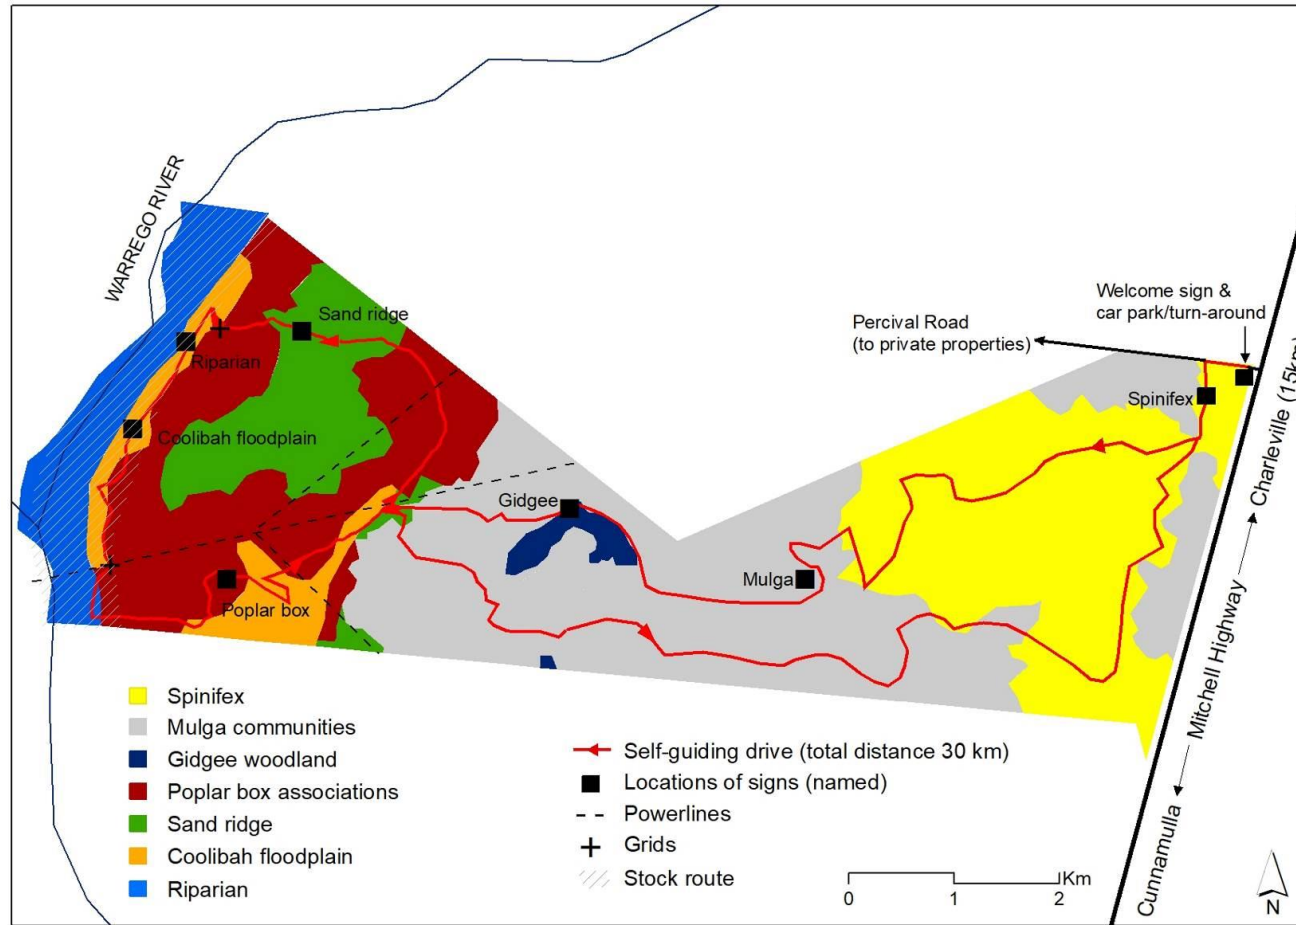 WARREGO RIVER
Welcome sign &
car park/turn-around
Percival Road
(to private properties)
Sand ridge
Riparian
Spinifex
Coolibah floodplain
Gidgee
Mulga
Poplar box
Cunnamulla
Mitchell Highway
Charleville (15km)
Spinifex
Mulga communities
Gidgee woodland
Poplar box associations
Sand ridge
Coolibah floodplain
Riparian
Self-guiding drive (total distance 30 km)
Locations of signs (named)
Powerlines
Grids
Stock route
Km
0 1 2
N